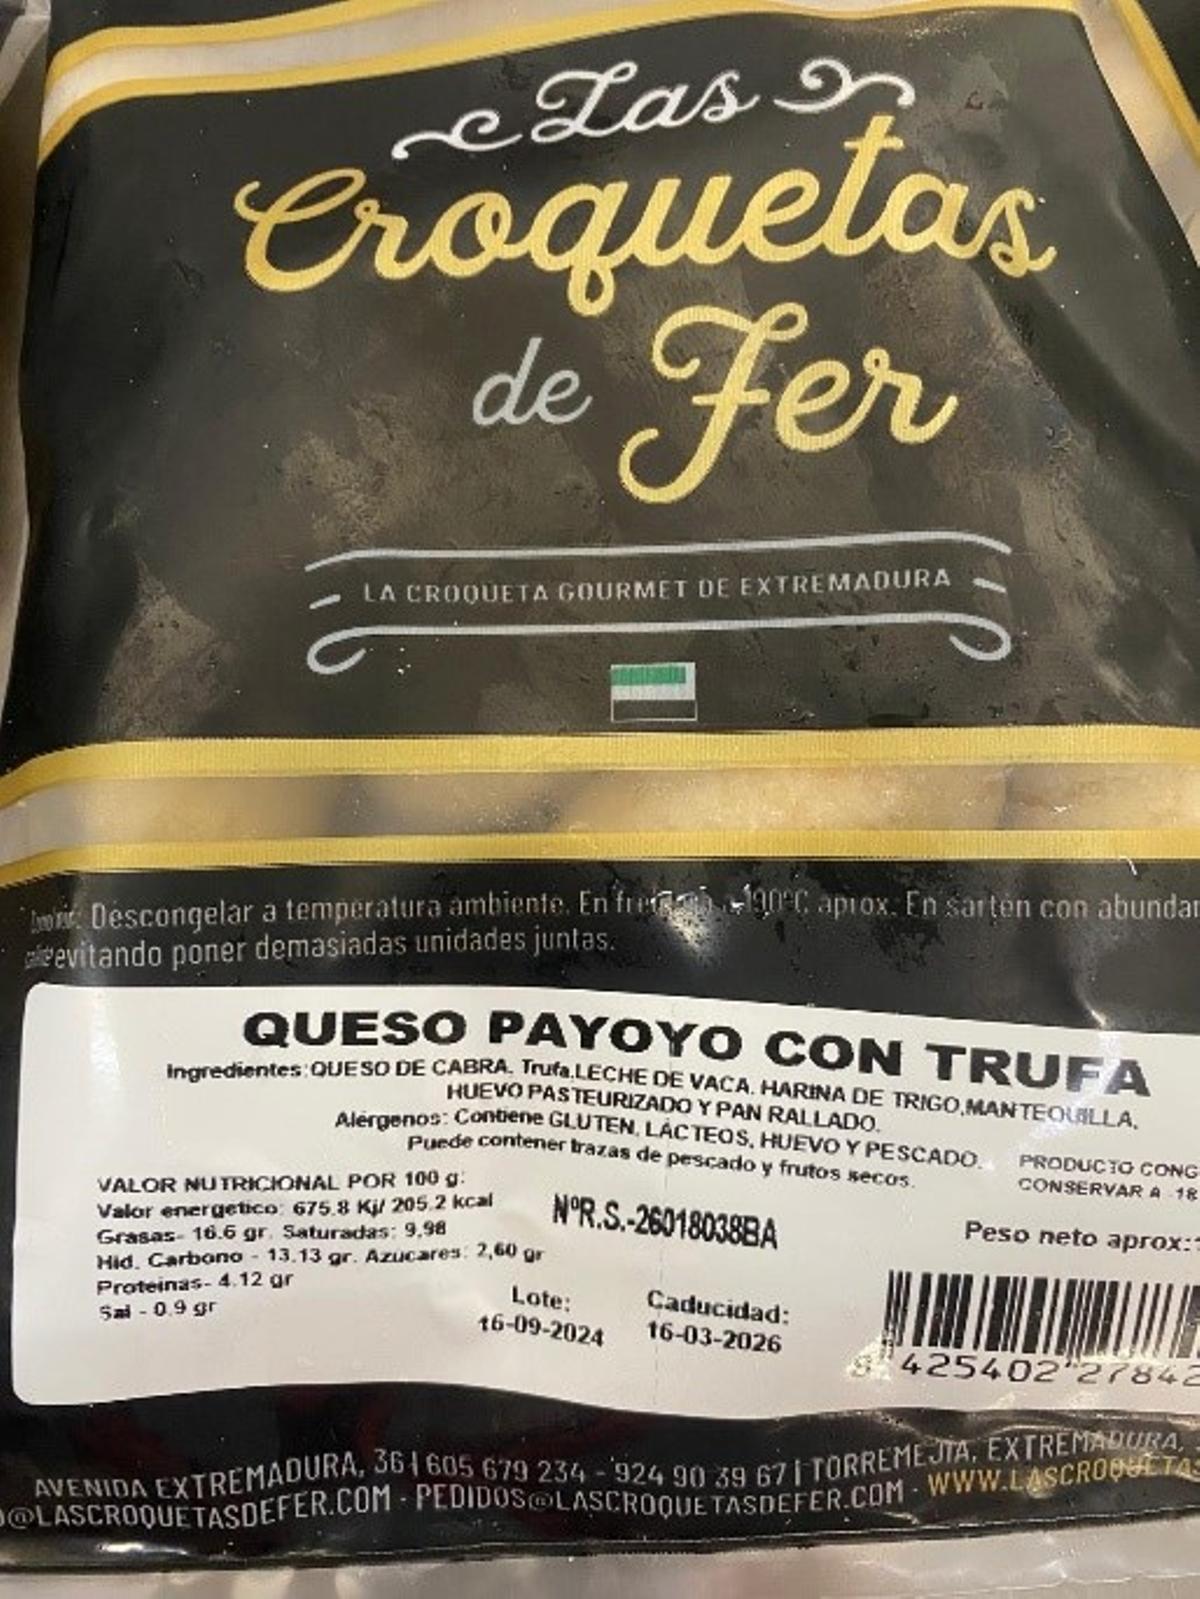 Las
Croquetas
de Fer
LA CROQUETA GOURMET DE EXTREMADURA
Descongelar a temperatura ambiente. En aprox. En sartén con abundan
evitando poner demasiadas unidades juntas.
QUESO PAYOYO CON TRUFA
Ingredientes:QUESO DE CABRA. Trufa.LECHE DE VACA. HARINA DE TRIGO,MANTEQUILLA,
HUEVO PASTEURIZADO Y PAN RALLADO.
Alérgenos: Contiene GLUTEN, LÁCTEOS, HUEVO Y PESCADO.
Puede contener trazas de pescado y frutos secos.
PRODUCTO CONG
CONSERVAR A -18
VALOR NUTRICIONAL POR 100 g:
Valor energetico: 675.8 Kj/ 205.2 kcal
Grasas- 16.6 gr. Saturadas: 9,98
Hid. Carbono - 13.13 gr. Azucares: 2,60 gr
Proteinas- 4.12 gr
Sal - 0.9 gr
NºR.S.-26018038BA
Peso neto aprox:
Lote:
16-09-2024
Caducidad:
16-03-2026
8 425402 27842
AVENIDA EXTREMADURA, 36 | 605 679 234 - 924 90 39 67 | TORREMEJÍA, EXTREMADURA,
O@LASCROQUETASDEFER.COM · PEDIDOS@LASCROQUETASDEFER.COM · WWW.LASCROQUETAS